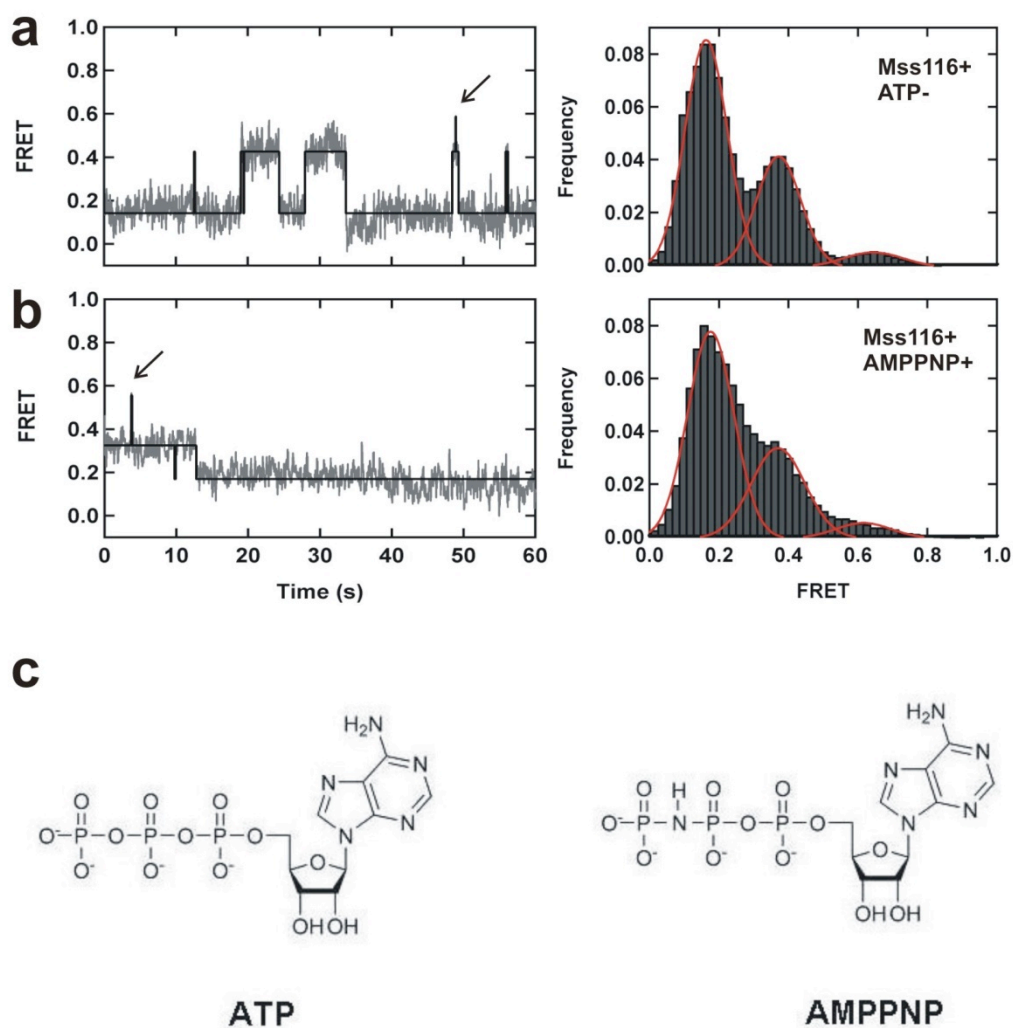 a
FRET
1.0
0.8
0.6
0.4
0.2
0.0
Frequency
0.08
0.06
0.04
0.02
0.00
Mss116+
ATP-
b
FRET
1.0
0.8
0.6
0.4
0.2
0.0
0 10 20 30 40 50 60
Time (s)
Frequency
0.08
0.06
0.04
0.02
0.00
Mss116+
AMPPNP+
0.0 0.2 0.4 0.6 0.8 1.0
FRET
c
H₂N
N N
N N
O O O
O⁻ P O P O P O
O⁻ O⁻ O⁻
O
OH OH
H₂N
N N
N N
O H O O
O⁻ P N P O P O
O⁻ O⁻ O⁻
O
OH OH
ATP
AMPPNP